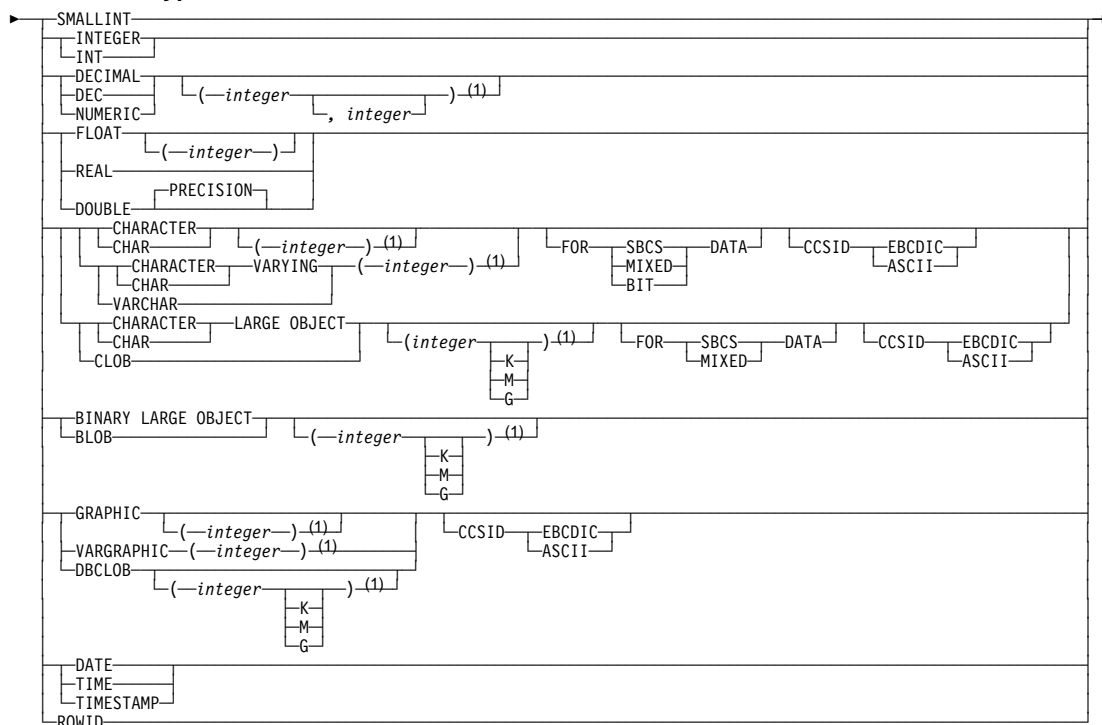 SMALLINT
INTEGER
INT
DECIMAL
DEC ( integer ) (1)
NUMERIC , integer
FLOAT
( integer )
REAL
PRECISION
DOUBLE
CHARACTER
CHAR ( integer ) (1) FOR SBCS DATA CCSID EBCDIC
CHARACTER VARYING ( integer ) (1) MIXED ASCII
CHAR BIT
VARCHAR
CHARACTER LARGE OBJECT
CHAR (integer ) (1) FOR SBCS DATA CCSID EBCDIC
CLOB K MIXED ASCII
M
G
BINARY LARGE OBJECT
BLOB ( integer ) (1)
K
M
G
GRAPHIC
( integer ) (1) CCSID EBCDIC
VARGRAPHIC ( integer ) (1) ASCII
DBCLOB
( integer ) (1)
K
M
G
DATE
TIME
TIMESTAMP
ROWID